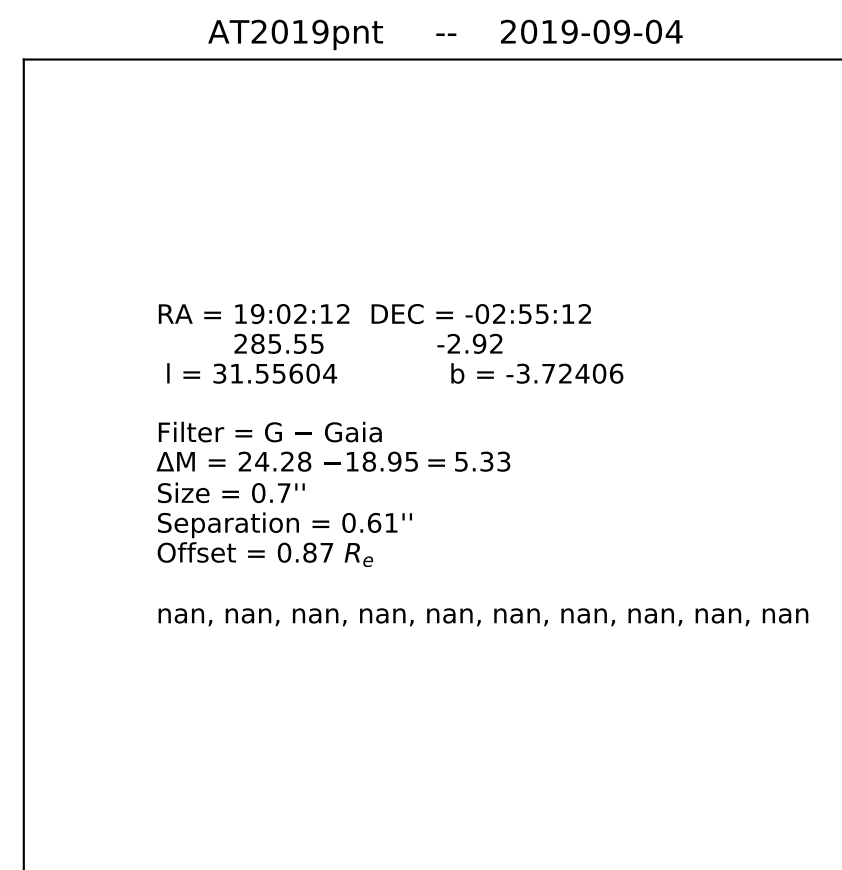 AT2019pnt -- 2019-09-04
RA = 19:02:12 DEC = -02:55:12
285.55 -2.92
l = 31.55604 b = -3.72406
Filter = G − Gaia
ΔM = 24.28 −18.95 = 5.33
Size = 0.7''
Separation = 0.61''
Offset = 0.87 Rₑ
nan, nan, nan, nan, nan, nan, nan, nan, nan, nan